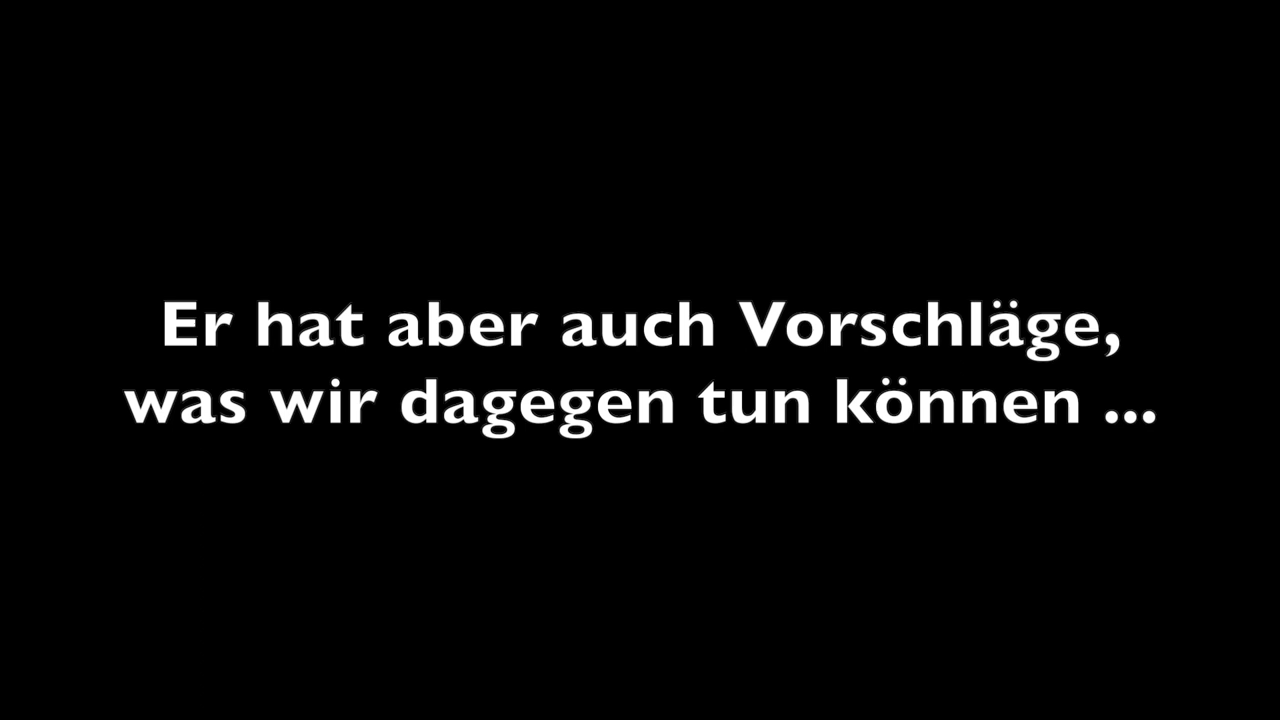 Er hat aber auch Vorschläge,
was wir dagegen tun können ...